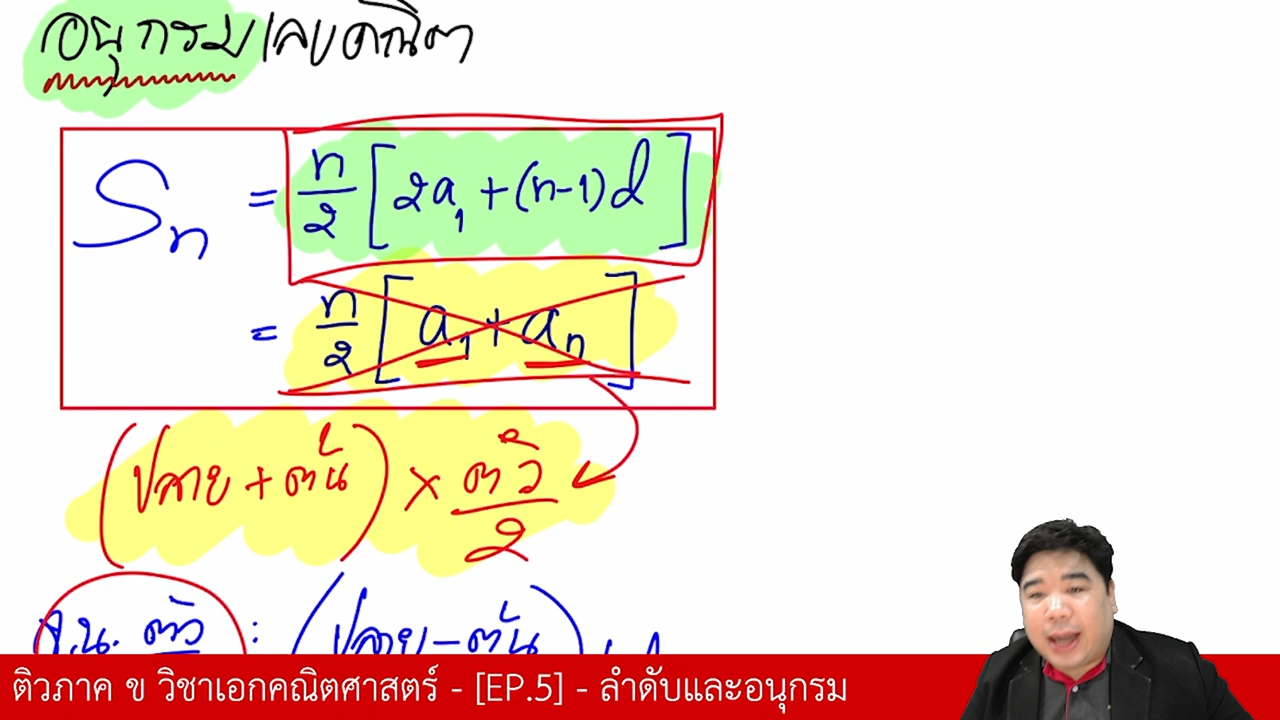 อนุกรมเลขคณิต
Sn = n/2 [2a1 + (n-1)d]
= n/2 [a1 + an]
(ปลาย + ต้น) × ตัว/2
จ.น. ตัว : (ปลาย - ต้น)
ติวภาค ข วิชาเอกคณิตศาสตร์ - [EP.5] - ลำดับและอนุกรม